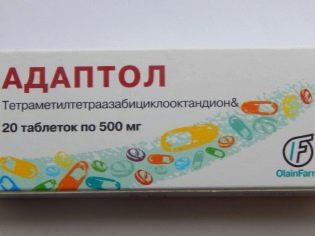 АДАПТОЛ
Тетраметилтетраазабициклооктандион&
20 таблеток по 500 мг
OlainFarm